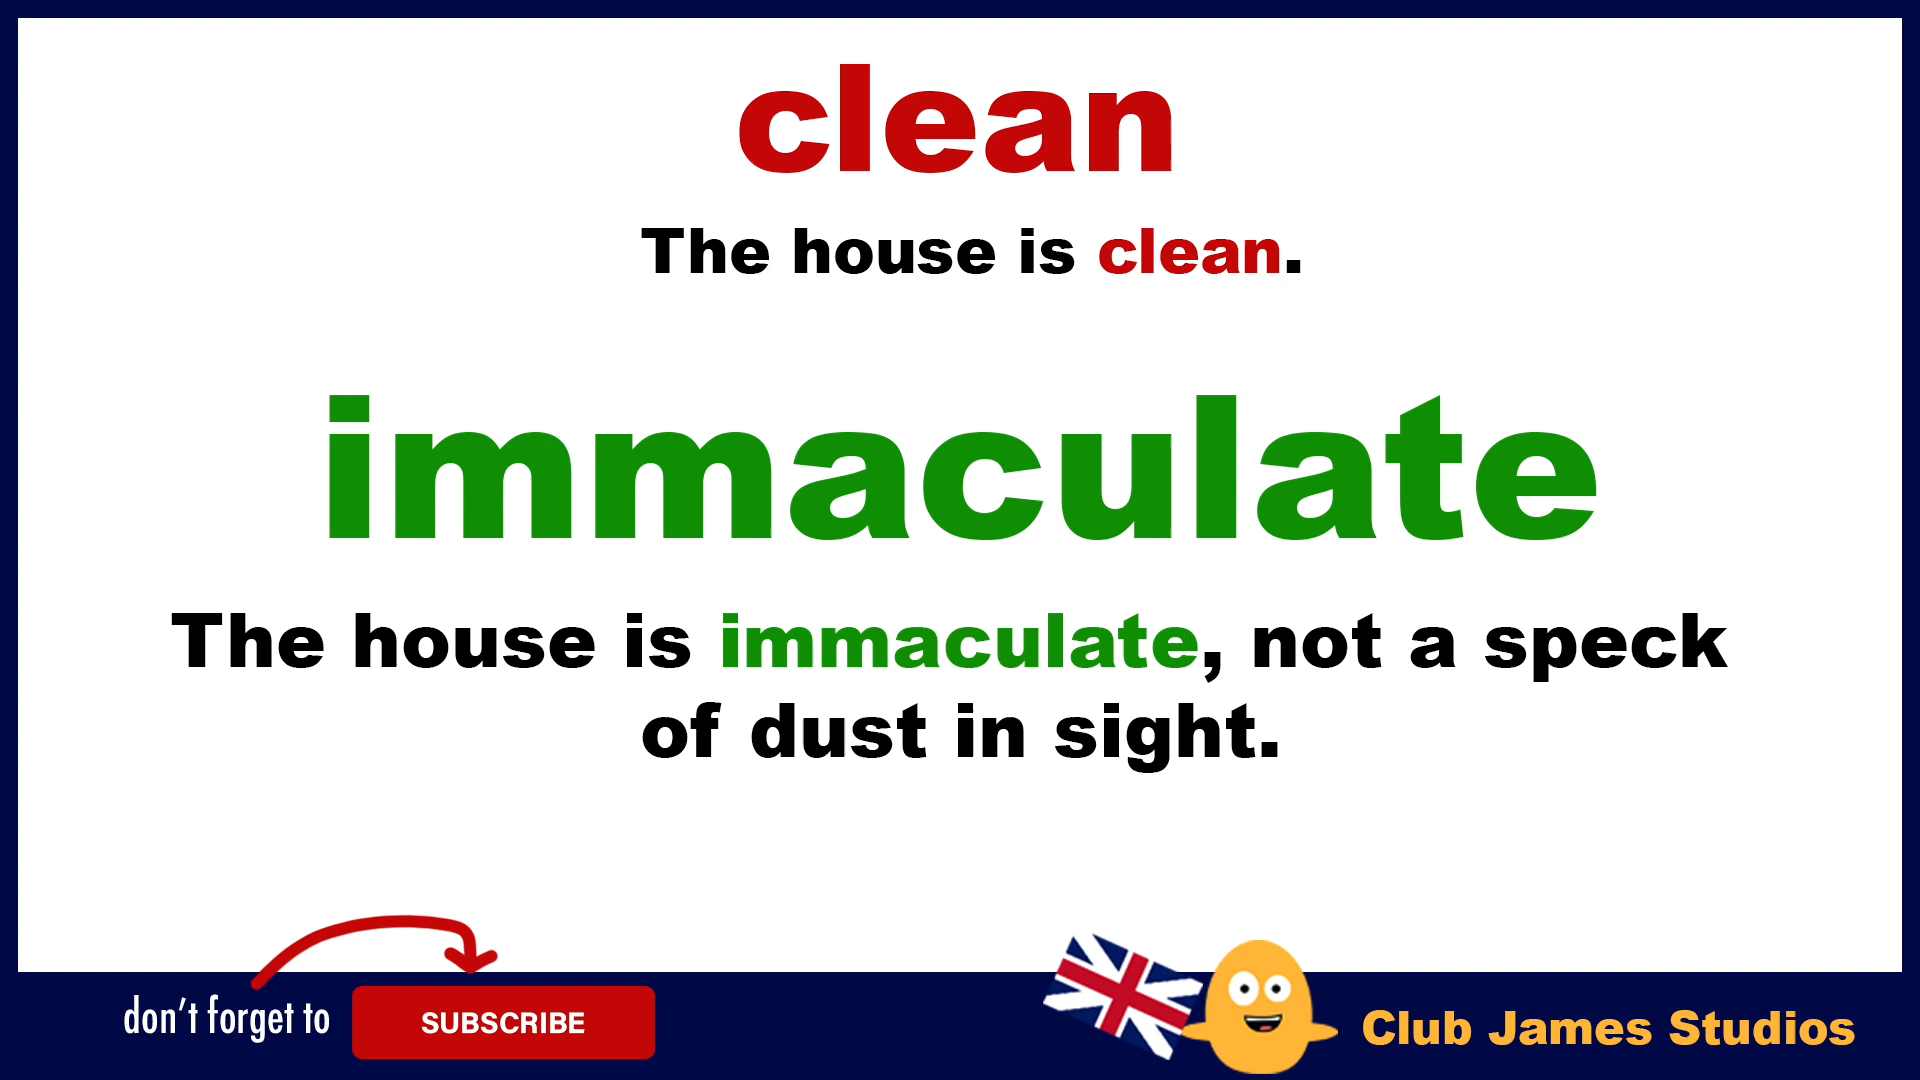 clean
The house is clean.
immaculate
The house is immaculate, not a speck
of dust in sight.
don't forget to
SUBSCRIBE
Club James Studios